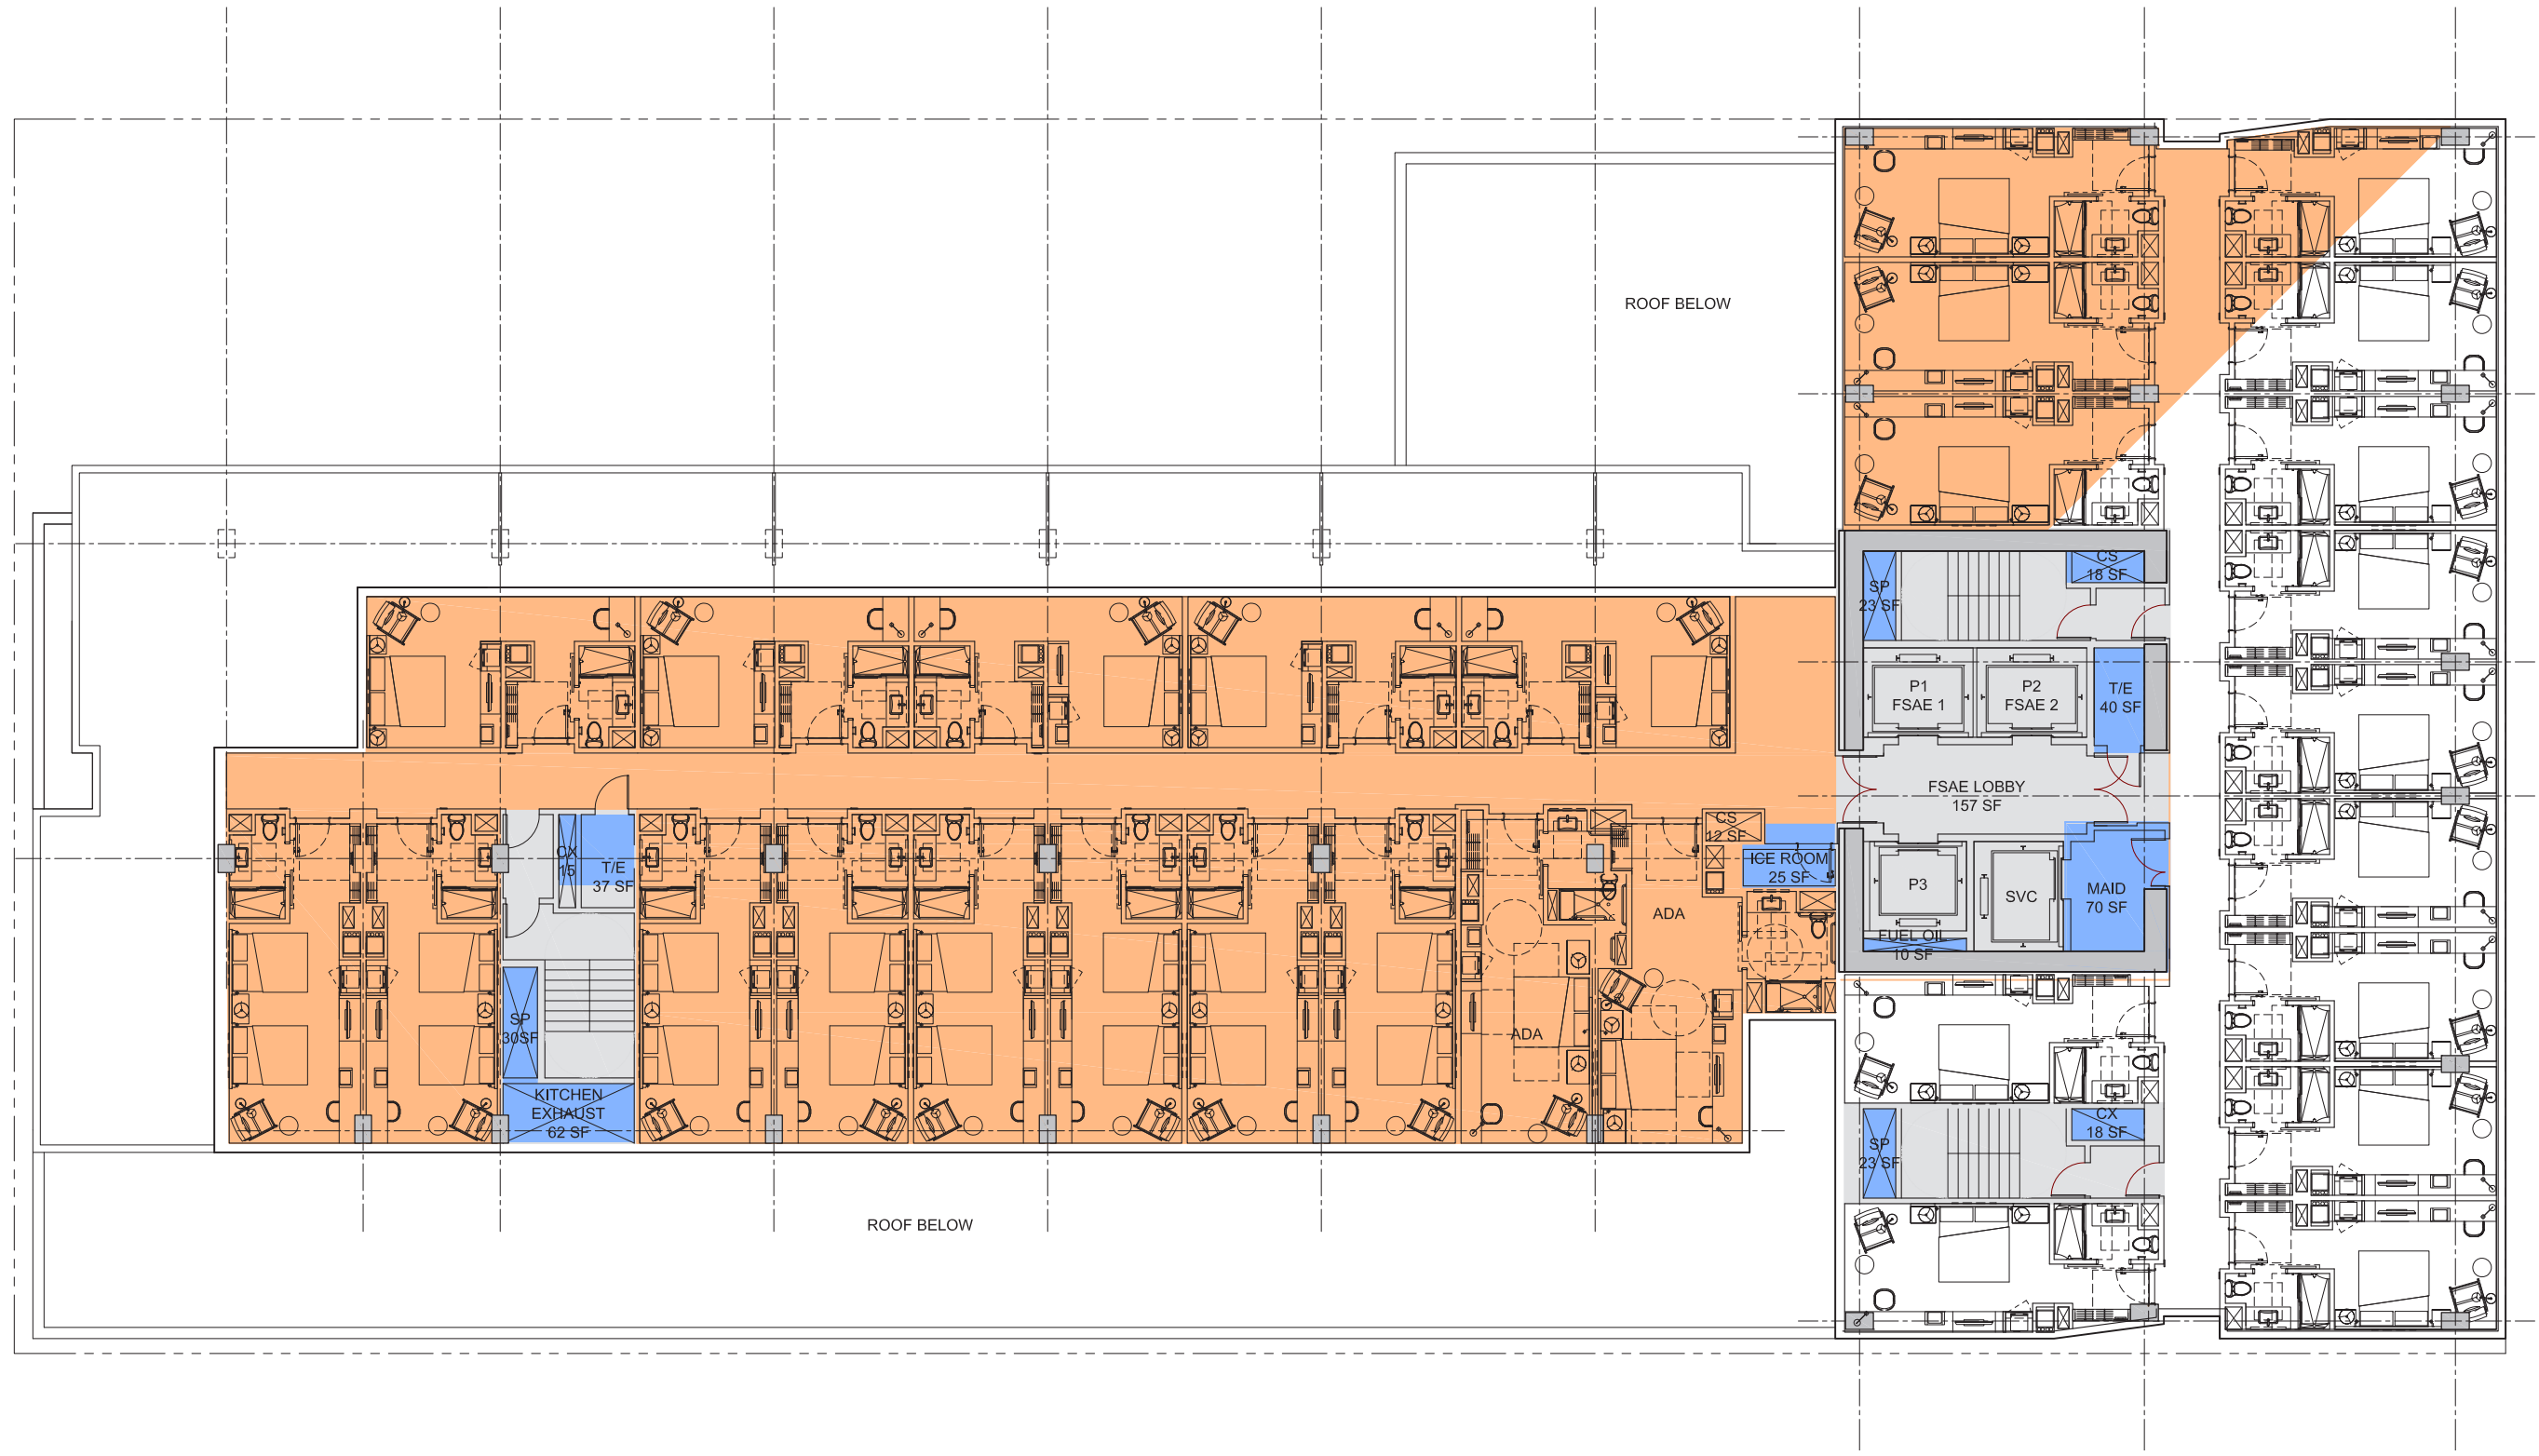 ROOF BELOW
CS
18 SF
SP
23 SF
P1
FSAE 1
P2
FSAE 2
T/E
40 SF
FSAE LOBBY
157 SF
CS
12 SF
ICE ROOM
25 SF
CX
15
T/E
37 SF
P3
SVC
MAID
70 SF
ADA
FUEL OIL
10 SF
SP
30SF
ADA
KITCHEN
EXHAUST
62 SF
CX
18 SF
SP
23 SF
ROOF BELOW